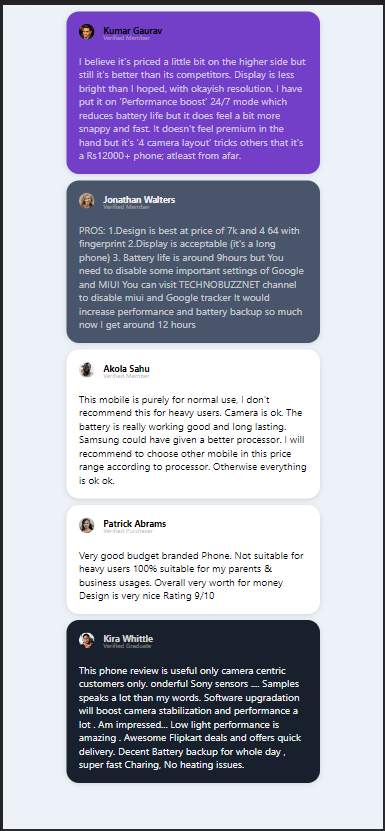 Kumar Gaurav
Verified Member
I believe it's priced a little bit on the higher side but
still it's better than its competitors. Display is less
bright than I hoped, with okayish resolution. I have
put it on 'Performance boost' 24/7 mode which
reduces battery life but it does feel a bit more
snappy and fast. It doesn't feel premium in the
hand but it's '4 camera layout' tricks others that it's
a Rs12000+ phone; atleast from afar.
Jonathan Walters
Verified Member
PROS: 1.Design is best at price of 7k and 4 64 with
fingerprint 2.Display is acceptable (it's a long
phone) 3. Battery life is around 9hours but You
need to disable some important settings of Google
and MIUI You can visit TECHNOBUZZNET channel
to disable miui and Google tracker It would
increase performance and battery backup so much
now I get around 12 hours
Akola Sahu
Verified Member
This mobile is purely for normal use, I don't
recommend this for heavy users. Camera is ok. The
battery is really working good and long lasting.
Samsung could have given a better processor. I will
recommend to choose other mobile in this price
range according to processor. Otherwise everything
is ok ok.
Patrick Abrams
Verified Purchaser
Very good budget branded Phone. Not suitable for
heavy users 100% suitable for my parents &
business usages. Overall very worth for money
Design is very nice Rating 9/10
Kira Whittle
Verified Graduate
This phone review is useful only camera centric
customers only. onderful Sony sensors .... Samples
speaks a lot than my words. Software upgradation
will boost camera stabilization and performance a
lot . Am impressed... Low light performance is
amazing . Awesome Flipkart deals and offers quick
delivery. Decent Battery backup for whole day ,
super fast Charing, No heating issues.